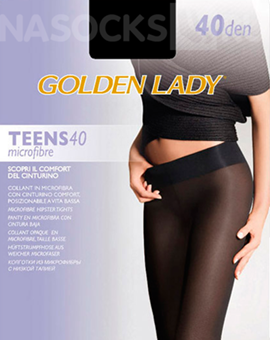 NASOCKS
40den
GOLDEN LADY
TEENS40
microfibre
SCOPRI IL COMFORT
DEL CINTURINO
COLLANT IN MICROFIBRA
CON CINTURINO COMFORT,
POSIZIONABILE A VITA BASSA
MICROFIBRE HIPSTER TIGHTS
PANTY EN MICROFIBRA CON
CINTURA BAJA
COLLANT OPAQUE EN
MICROFIBRE, TAILLE BASSE
HÜFTSTRUMPFHOSE AUS
WEICHER MICROFASER
КОЛГОТКИ ИЗ МИКРОФИБРЫ
С НИЗКОЙ ТАЛИЕЙ